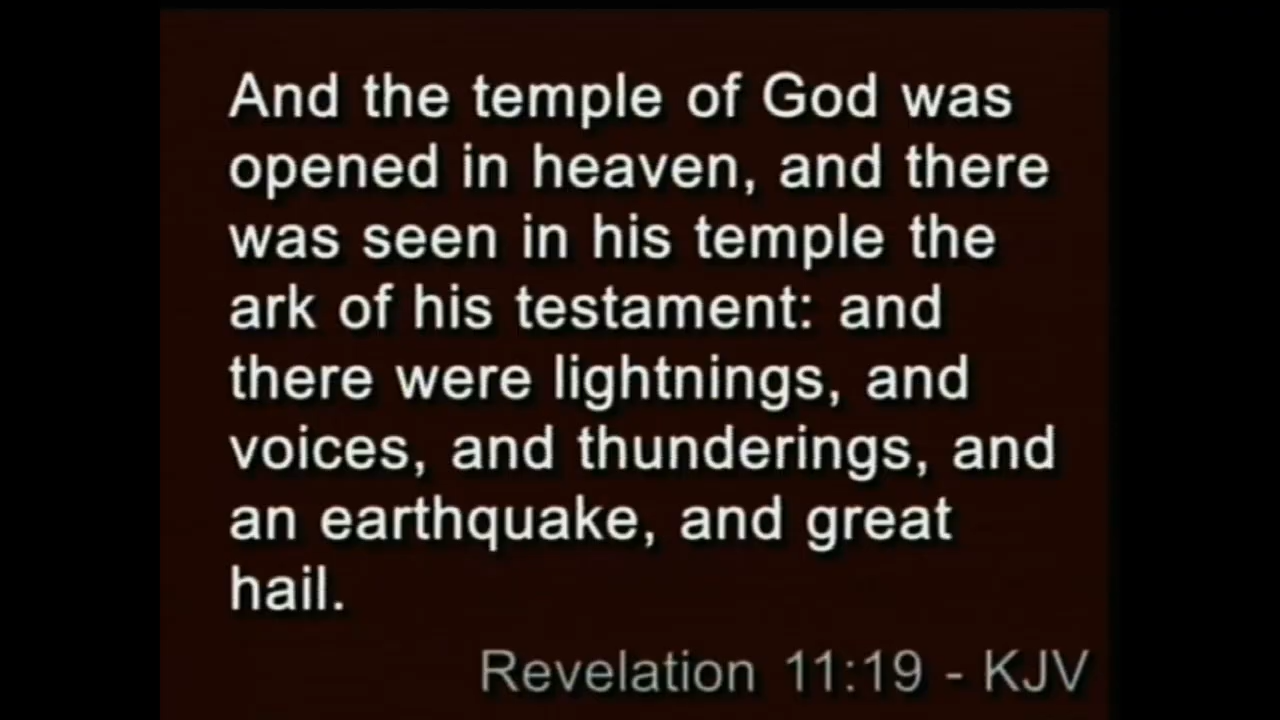 And the temple of God was
opened in heaven, and there
was seen in his temple the
ark of his testament: and
there were lightnings, and
voices, and thunderings, and
an earthquake, and great
hail.
Revelation 11:19 - KJV